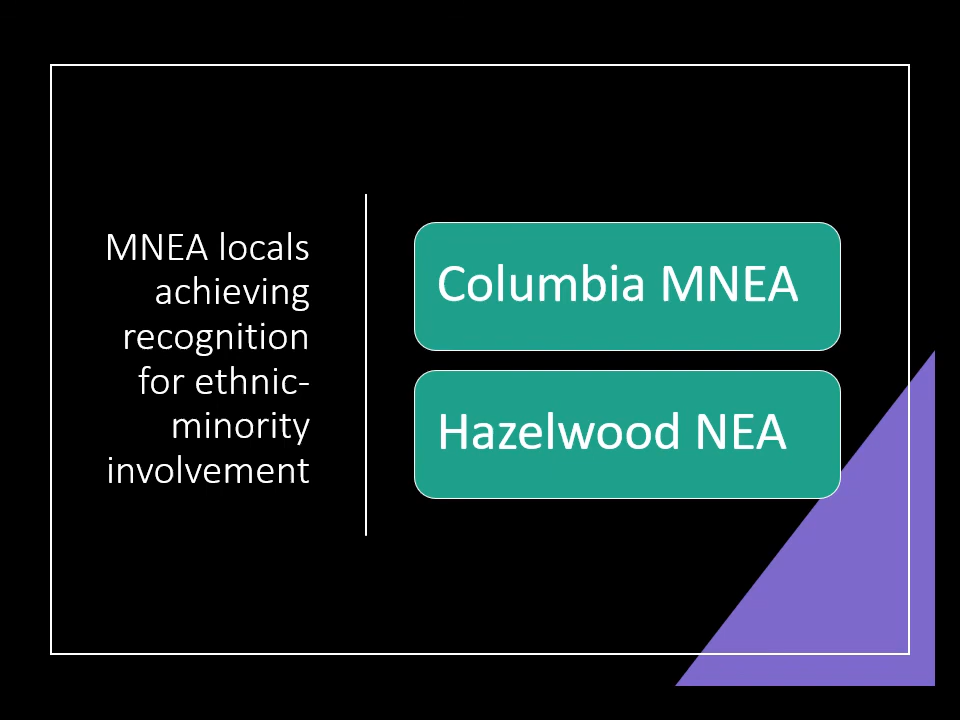 MNEA locals
achieving
recognition
for ethnic-
minority
involvement
Columbia MNEA
Hazelwood NEA